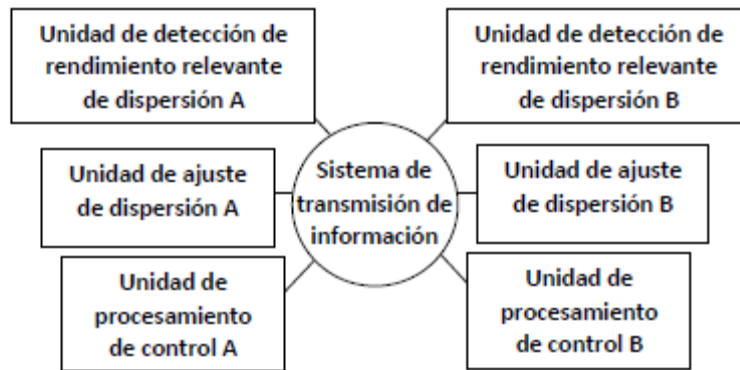 Unidad de detección de
rendimiento relevante
de dispersión A
Unidad de detección de
rendimiento relevante
de dispersión B
Unidad de ajuste
de dispersión A
Sistema de
transmisión de
información
Unidad de ajuste
de dispersión B
Unidad de
procesamiento
de control A
Unidad de
procesamiento
de control B